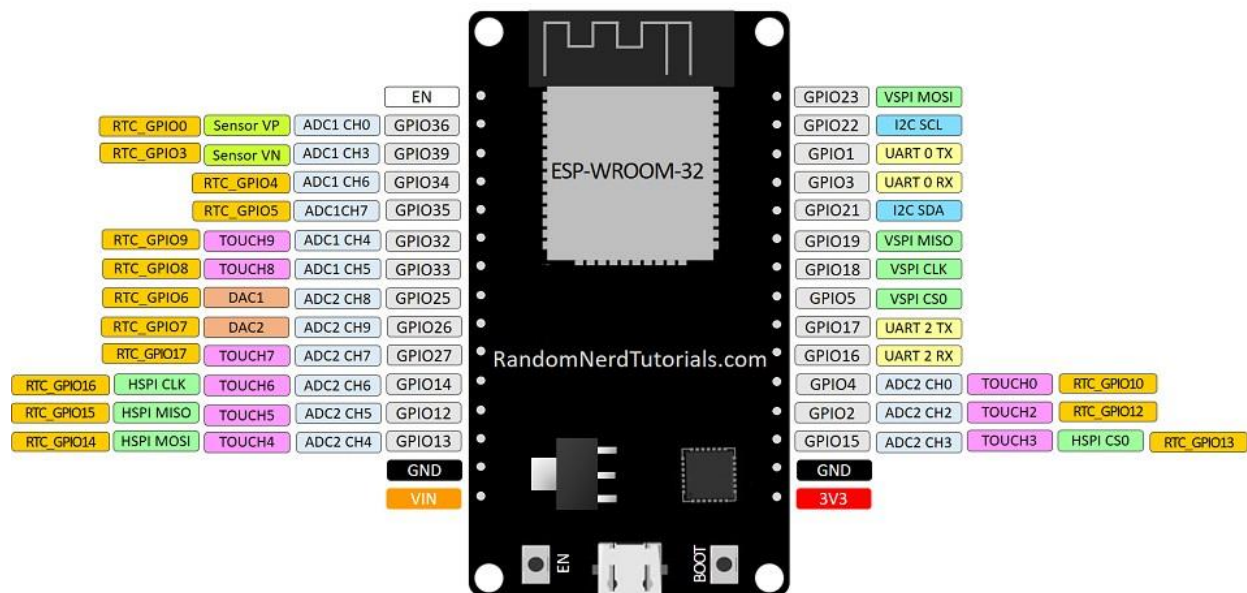 EN GPIO23 VSPI MOSI
RTC_GPIO0 Sensor VP ADC1 CH0 GPIO36 GPIO22 I2C SCL
RTC_GPIO3 Sensor VN ADC1 CH3 GPIO39 GPIO1 UART 0 TX
ESP-WROOM-32
RTC_GPIO4 ADC1 CH6 GPIO34 GPIO3 UART 0 RX
RTC_GPIO5 ADC1CH7 GPIO35 GPIO21 I2C SDA
RTC_GPIO9 TOUCH9 ADC1 CH4 GPIO32 GPIO19 VSPI MISO
RTC_GPIO8 TOUCH8 ADC1 CH5 GPIO33 GPIO18 VSPI CLK
RTC_GPIO6 DAC1 ADC2 CH8 GPIO25 GPIO5 VSPI CS0
RTC_GPIO7 DAC2 ADC2 CH9 GPIO26 GPIO17 UART 2 TX
RTC_GPIO17 TOUCH7 ADC2 CH7 GPIO27 RandomNerdTutorials.com GPIO16 UART 2 RX
RTC_GPIO16 HSPI CLK TOUCH6 ADC2 CH6 GPIO14 GPIO4 ADC2 CH0 TOUCH0 RTC_GPIO10
RTC_GPIO15 HSPI MISO TOUCH5 ADC2 CH5 GPIO12 GPIO2 ADC2 CH2 TOUCH2 RTC_GPIO12
RTC_GPIO14 HSPI MOSI TOUCH4 ADC2 CH4 GPIO13 GPIO15 ADC2 CH3 TOUCH3 HSPI CS0 RTC_GPIO13
GND GND
VIN 3V3
EN BOOT